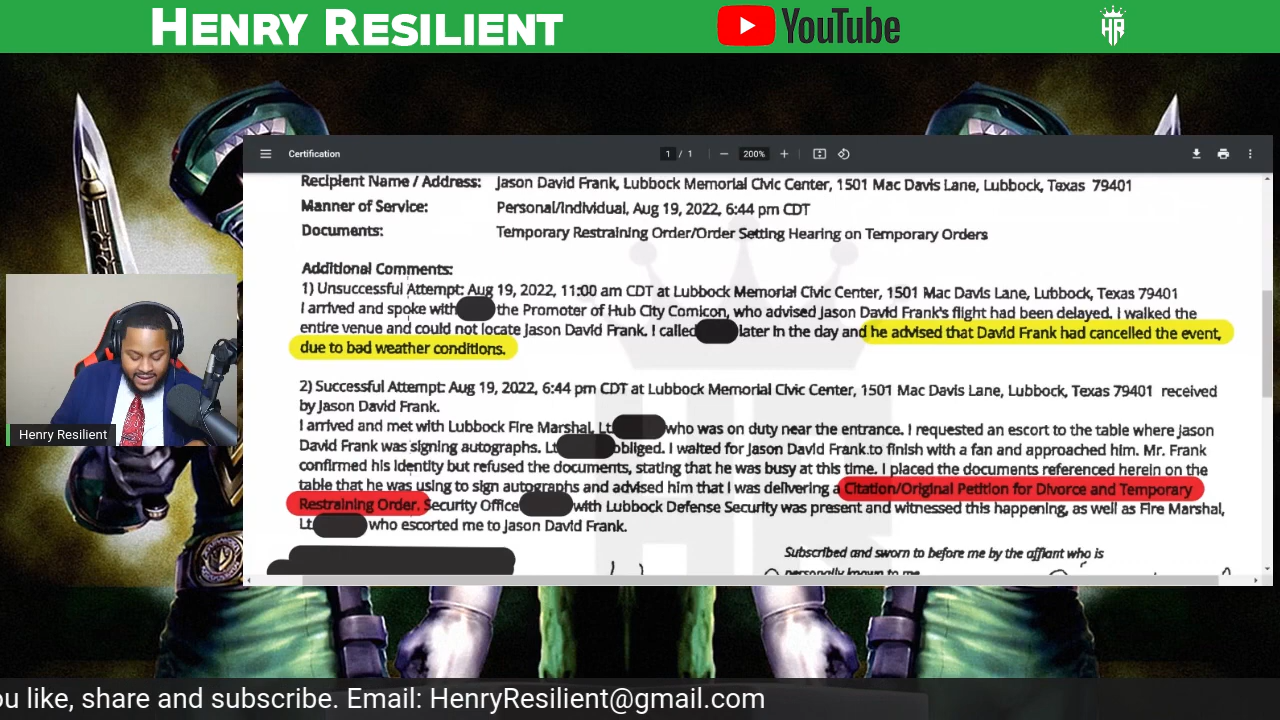 HENRY RESILIENT
YouTube
HR
Certification
1 / 1
200%
Recipient Name / Address: Jason David Frank, Lubbock Memorial Civic Center, 1501 Mac Davis Lane, Lubbock, Texas 79401
Manner of Service: Personal/Individual, Aug 19, 2022, 6:44 pm CDT
Documents: Temporary Restraining Order/Order Setting Hearing on Temporary Orders
Additional Comments:
1) Unsuccessful Attempt: Aug 19, 2022, 11:00 am CDT at Lubbock Memorial Civic Center, 1501 Mac Davis Lane, Lubbock, Texas 79401
I arrived and spoke with the Promoter of Hub City Comicon, who advised Jason David Frank's flight had been delayed. I walked the
entire venue and could not locate Jason David Frank. I called later in the day and he advised that David Frank had cancelled the event,
due to bad weather conditions.
2) Successful Attempt: Aug 19, 2022, 6:44 pm CDT at Lubbock Memorial Civic Center, 1501 Mac Davis Lane, Lubbock, Texas 79401 received
by Jason David Frank.
I arrived and met with Lubbock Fire Marshal, Lt who was on duty near the entrance. I requested an escort to the table where Jason
David Frank was signing autographs. Lt obliged. I waited for Jason David Frank to finish with a fan and approached him. Mr. Frank
confirmed his identity but refused the documents, stating that he was busy at this time. I placed the documents referenced herein on the
table that he was using to sign autographs and advised him that I was delivering a Citation/Original Petition for Divorce and Temporary
Restraining Order. Security Office with Lubbock Defense Security was present and witnessed this happening, as well as Fire Marshal,
Lt who escorted me to Jason David Frank.
Subscribed and sworn to before me by the affiant who is
personally known to me
Henry Resilient
ou like, share and subscribe. Email: HenryResilient@gmail.com